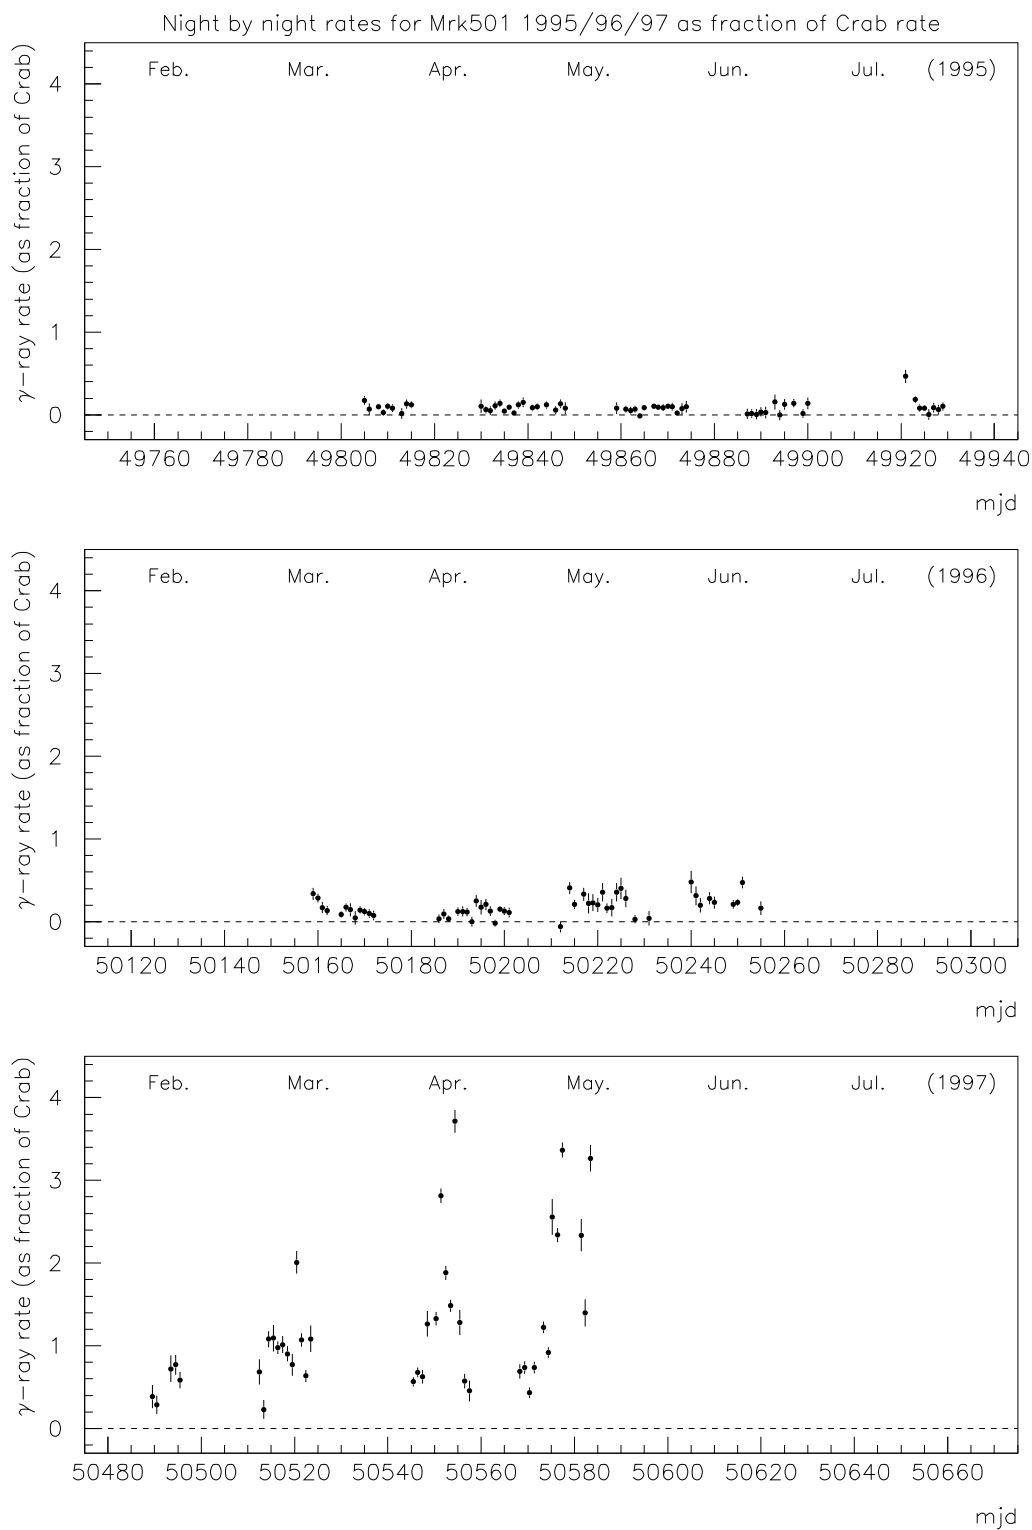 Night by night rates for Mrk501 1995/96/97 as fraction of Crab rate
γ-ray rate (as fraction of Crab)
Feb. Mar. Apr. May. Jun. Jul. (1995)
4
3
2
1
0
49760 49780 49800 49820 49840 49860 49880 49900 49920 49940
mjd
γ-ray rate (as fraction of Crab)
Feb. Mar. Apr. May. Jun. Jul. (1996)
4
3
2
1
0
50120 50140 50160 50180 50200 50220 50240 50260 50280 50300
mjd
γ-ray rate (as fraction of Crab)
Feb. Mar. Apr. May. Jun. Jul. (1997)
4
3
2
1
0
50480 50500 50520 50540 50560 50580 50600 50620 50640 50660
mjd